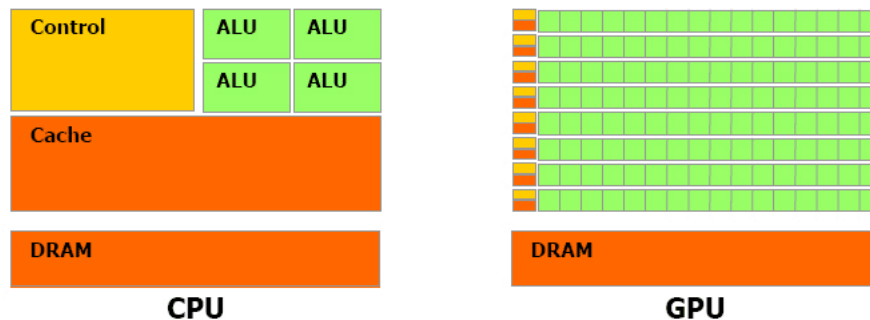 Control
ALU ALU
ALU ALU
Cache
DRAM
CPU
DRAM
GPU